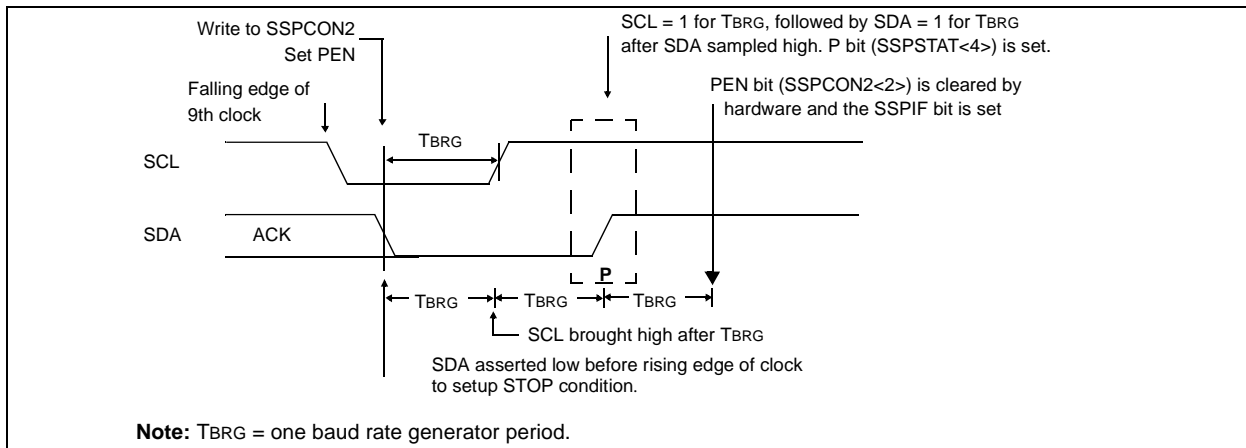 Write to SSPCON2
Set PEN
SCL = 1 for TBRG, followed by SDA = 1 for TBRG
after SDA sampled high. P bit (SSPSTAT<4>) is set.
Falling edge of
9th clock
PEN bit (SSPCON2<2>) is cleared by
hardware and the SSPIF bit is set
TBRG
SCL
SDA
ACK
P
TBRG
TBRG
TBRG
SCL brought high after TBRG
SDA asserted low before rising edge of clock
to setup STOP condition.
Note: TBRG = one baud rate generator period.